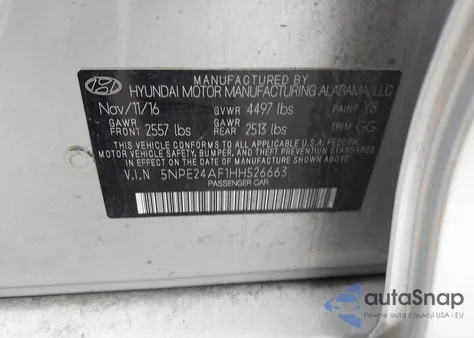 MANUFACTURED BY
HYUNDAI MOTOR MANUFACTURING ALABAMA, LLC
Nov/11/16 GVWR 4497 lbs PAINT Y8
GAWR FRONT 2557 lbs GAWR REAR 2513 lbs TRIM GG
THIS VEHICLE CONFORMS TO ALL APPLICABLE U.S.A. FEDERAL
MOTOR VEHICLE SAFETY, BUMPER, AND THEFT PREVENTION STANDARDS
IN EFFECT ON THE DATE OF MANUFACTURE SHOWN ABOVE.
V.I.N 5NPE24AF1HH526663
PASSENGER CAR
autoSnap
Pewne auta z aukcji USA i EU